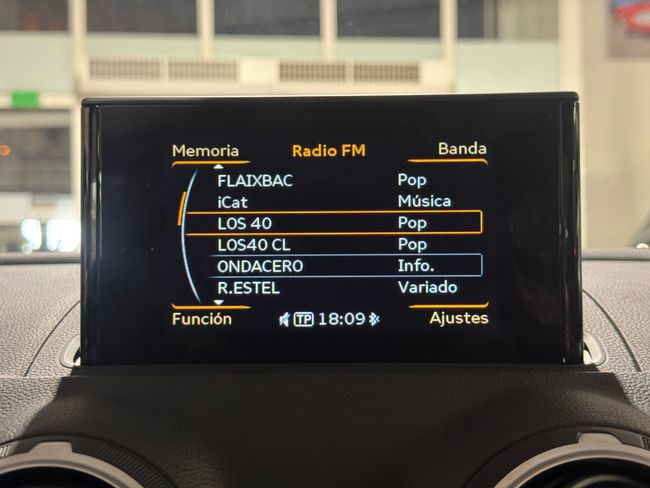 Memoria Radio FM Banda
FLAIXBAC Pop
iCat Música
LOS 40 Pop
LOS40 CL Pop
ONDACERO Info.
R.ESTEL Variado
Función TP 18:09 Ajustes